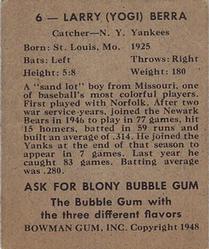 6 — LARRY (YOGI) BERRA
Catcher—N. Y. Yankees
Born: St. Louis, Mo. 1925
Bats: Left Throws: Right
Height: 5:8 Weight: 180
A "sand lot" boy from Missouri, one
of baseball's most colorful players.
First played with Norfolk. After two
war service-years, joined the Newark
Bears in 1946 to play in 77 games, hit
15 homers, batted in 59 runs and
built an average of .314. He joined the
Yanks at the end of that season to
appear in 7 games. Last year he
caught 83 games. Batting average
was .280.
ASK FOR BLONY BUBBLE GUM
The Bubble Gum with
the three different flavors
BOWMAN GUM, INC. Copyright 1948